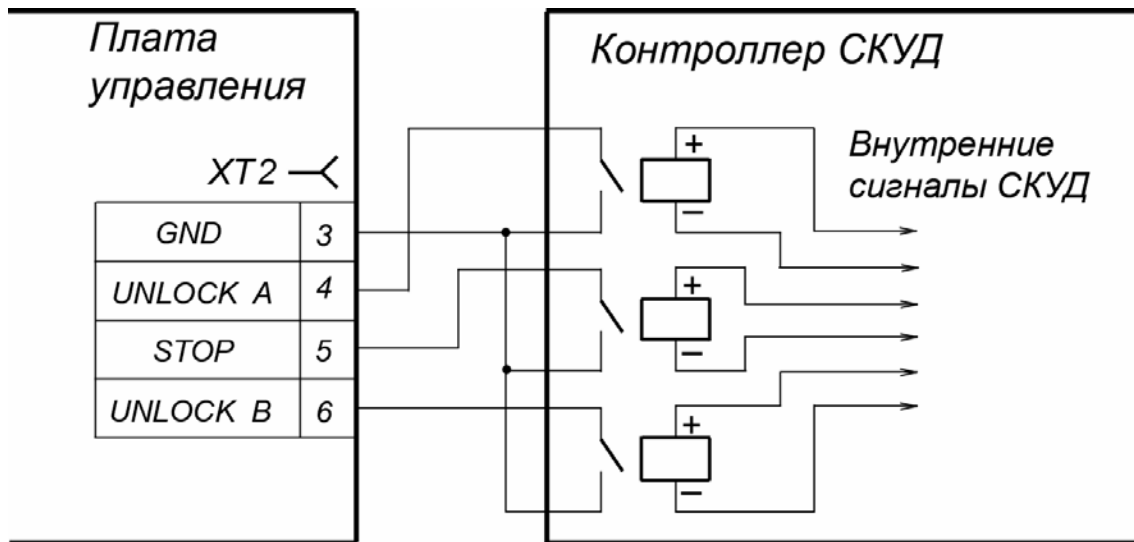 Плата
управления
Контроллер СКУД
XT2
Внутренние
сигналы СКУД
GND 3
UNLOCK A 4
STOP 5
UNLOCK B 6
+
−
+
−
+
−